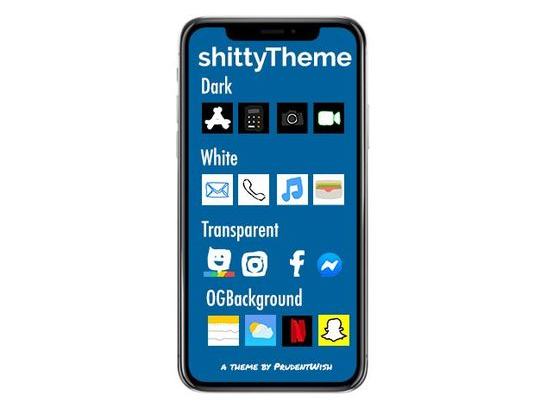 shittyTheme
Dark
White
Transparent
OGBackground
A THEME BY PRUDENTWISH